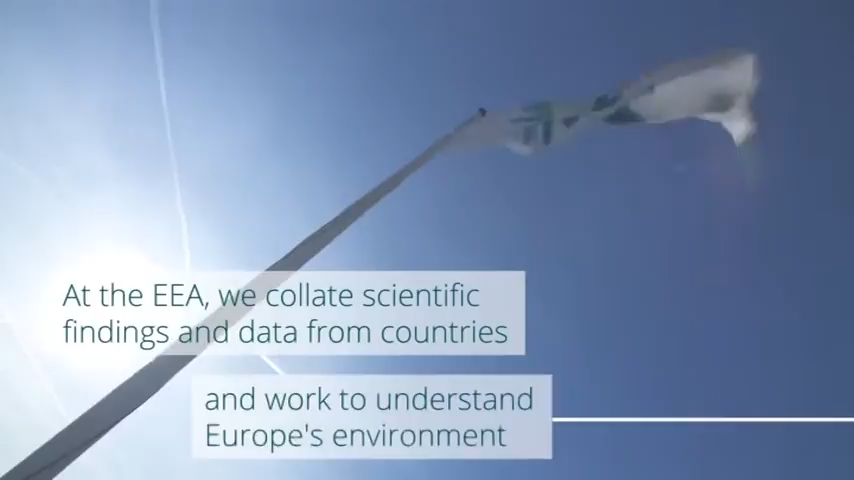 At the EEA, we collate scientific
findings and data from countries
and work to understand
Europe's environment